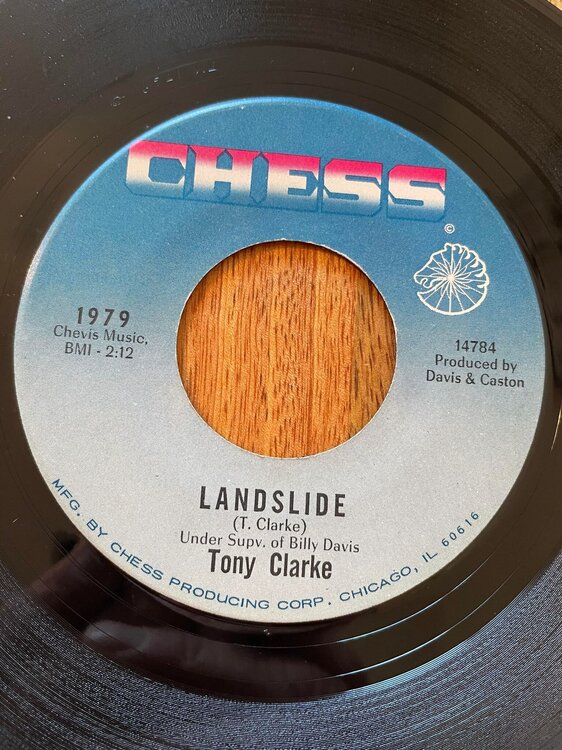 CHESS
©
1979
Chevis Music,
BMI - 2:12
14784
Produced by
Davis & Caston
LANDSLIDE
(T. Clarke)
Under Supv. of Billy Davis
Tony Clarke
MFG. BY CHESS PRODUCING CORP. CHICAGO, IL 60616